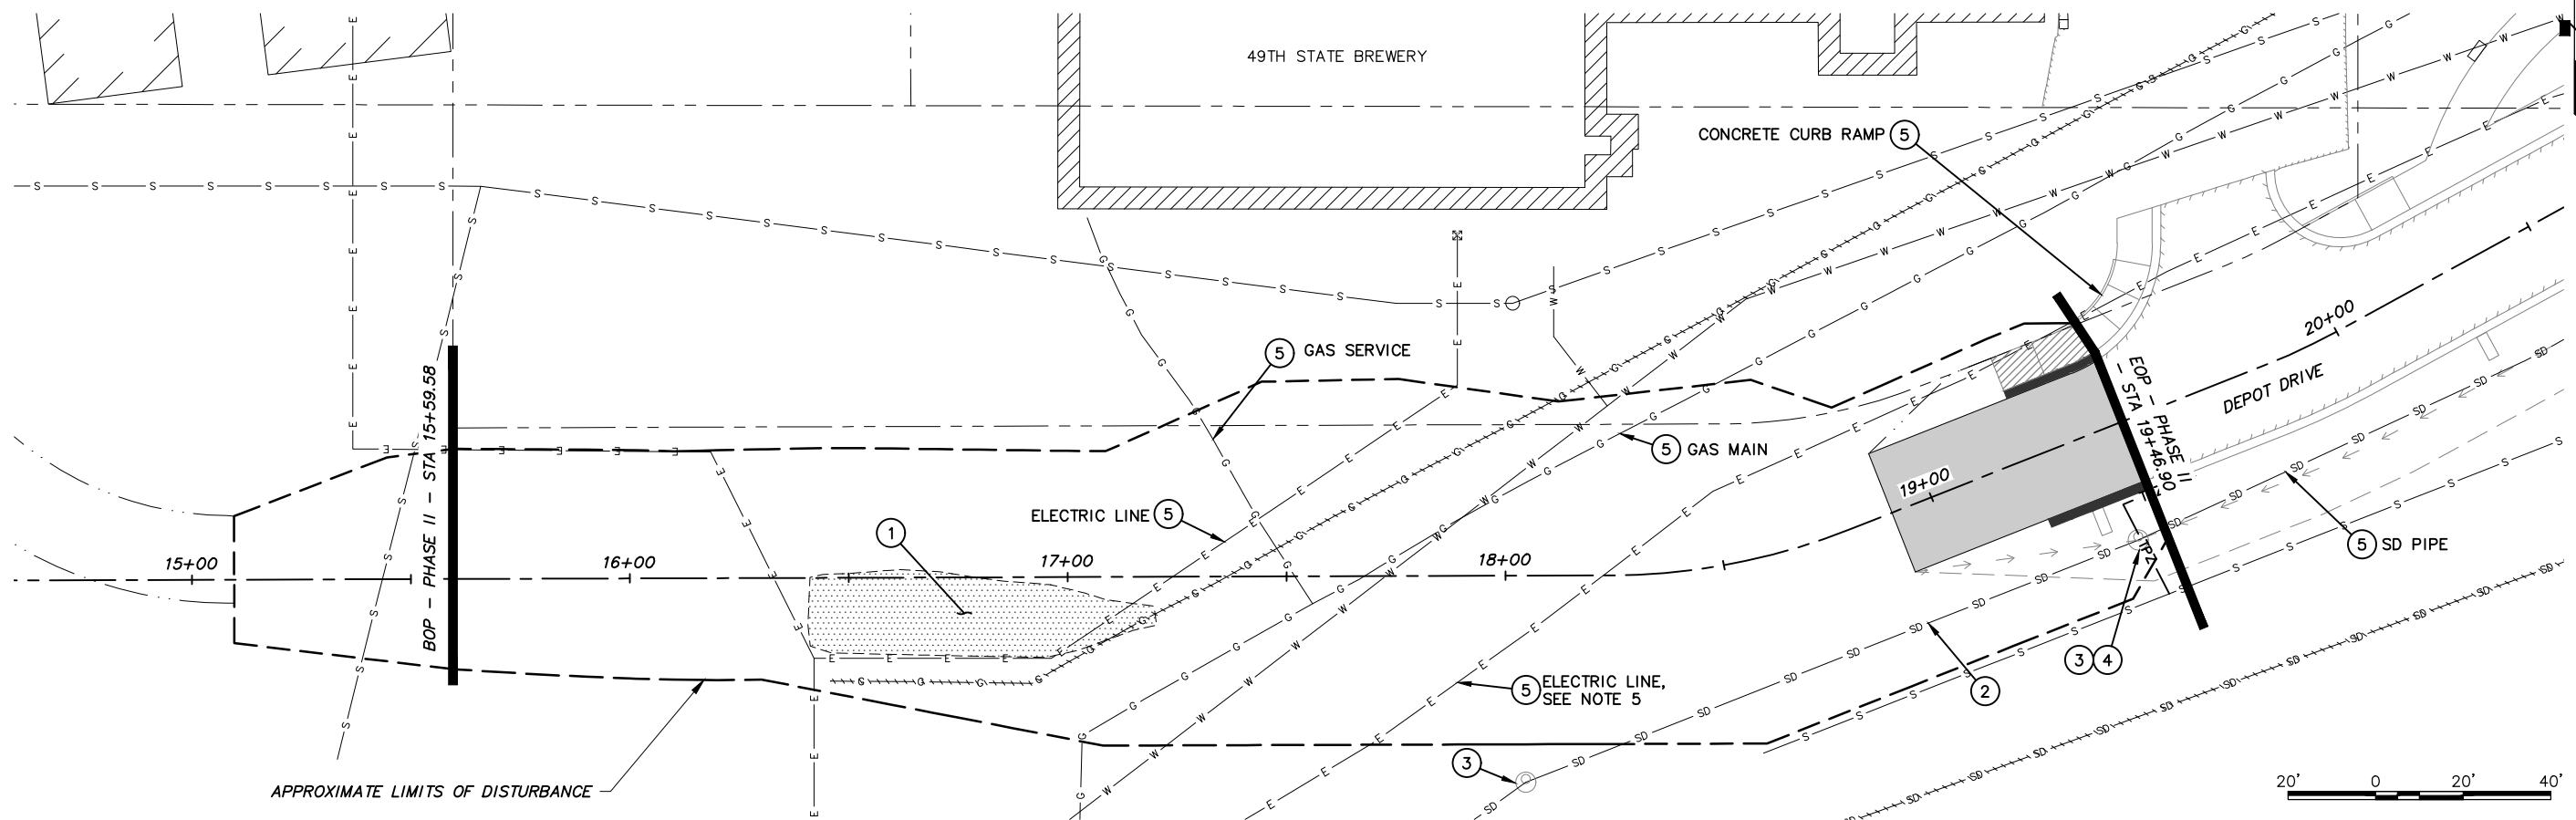 49TH STATE BREWERY
CONCRETE CURB RAMP 5
20+00
5 GAS SERVICE
BOP - PHASE II - STA 15+59.58
EOP - PHASE II
- STA 19+46.90
DEPOT DRIVE
5 GAS MAIN
19+00
ELECTRIC LINE 5
1
15+00
16+00
17+00
18+00
5 SD PIPE
TPZ
3 4
5 ELECTRIC LINE,
SEE NOTE 5
2
3
APPROXIMATE LIMITS OF DISTURBANCE
20' 0 20' 40'